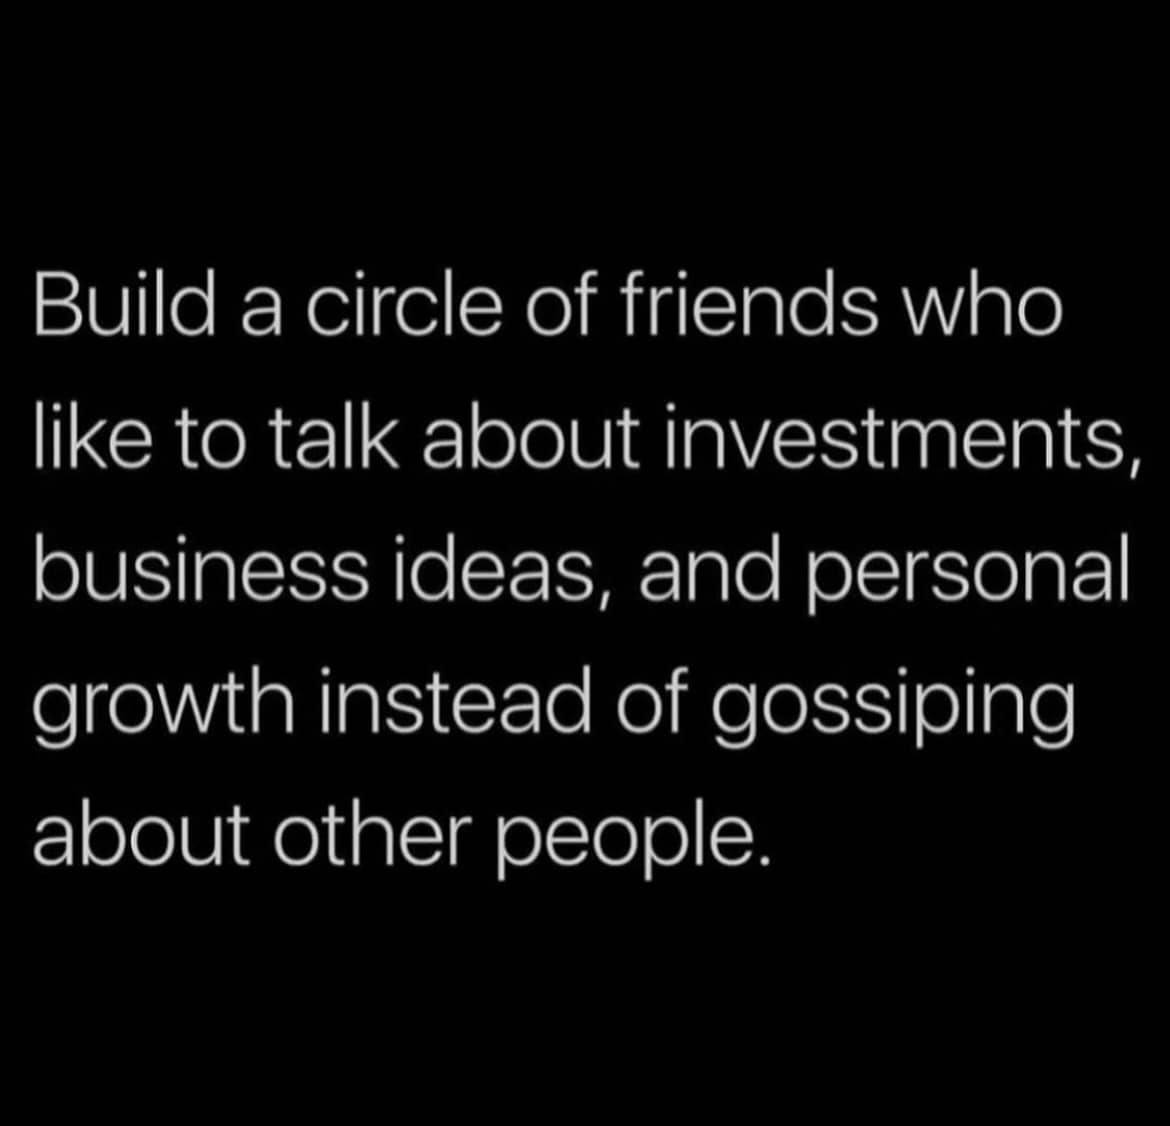 Build a circle of friends who
like to talk about investments,
business ideas, and personal
growth instead of gossiping
about other people.